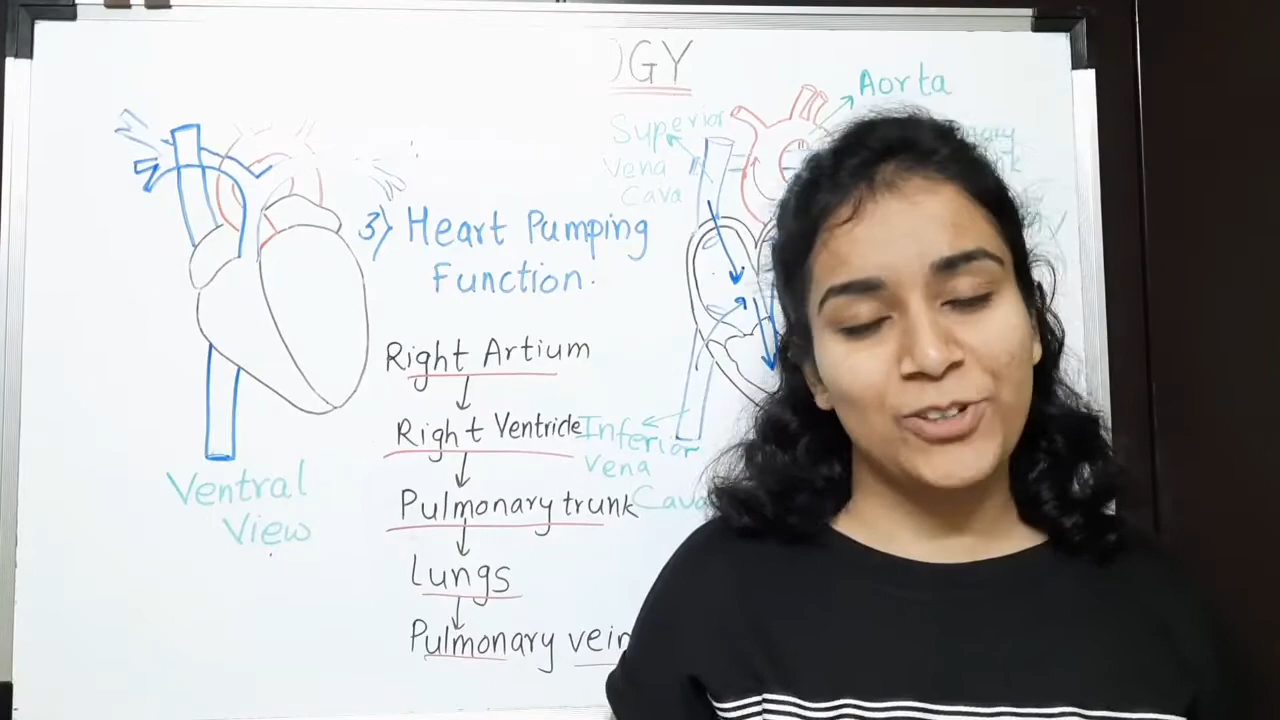 OGY
Aorta
Superior
Vena
Cava
3) Heart Pumping
Function.
Right Artium
Right Ventricle
Pulmonary trunk
Lungs
Pulmonary vein
Inferior
Vena
Cava
Ventral
View